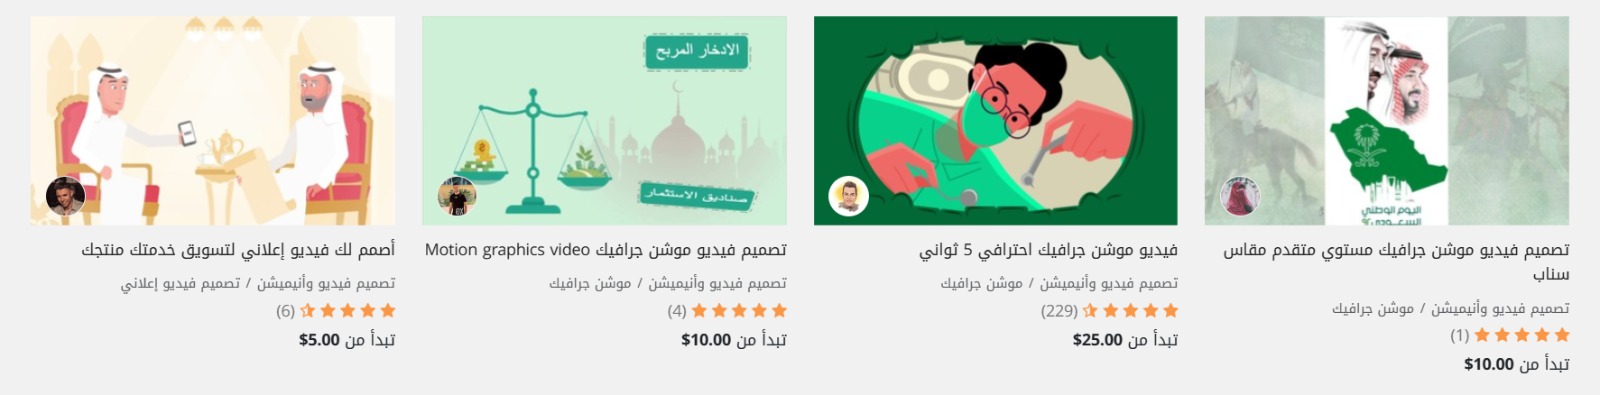 اليوم الوطني
السعودي
تصميم فيديو موشن جرافيك مستوي متقدم مقاس
سناب
تصميم فيديو وأنيميشن / موشن جرافيك
(1)
تبدأ من $10.00
فيديو موشن جرافيك احترافي 5 ثواني
تصميم فيديو وأنيميشن / موشن جرافيك
(229)
تبدأ من $25.00
الادخار المربح
صناديق الاستثمار
تصميم فيديو موشن جرافيك Motion graphics video
تصميم فيديو وأنيميشن / موشن جرافيك
(4)
تبدأ من $10.00
أصمم لك فيديو إعلاني لتسويق خدمتك منتجك
تصميم فيديو وأنيميشن / تصميم فيديو إعلاني
(6)
تبدأ من $5.00